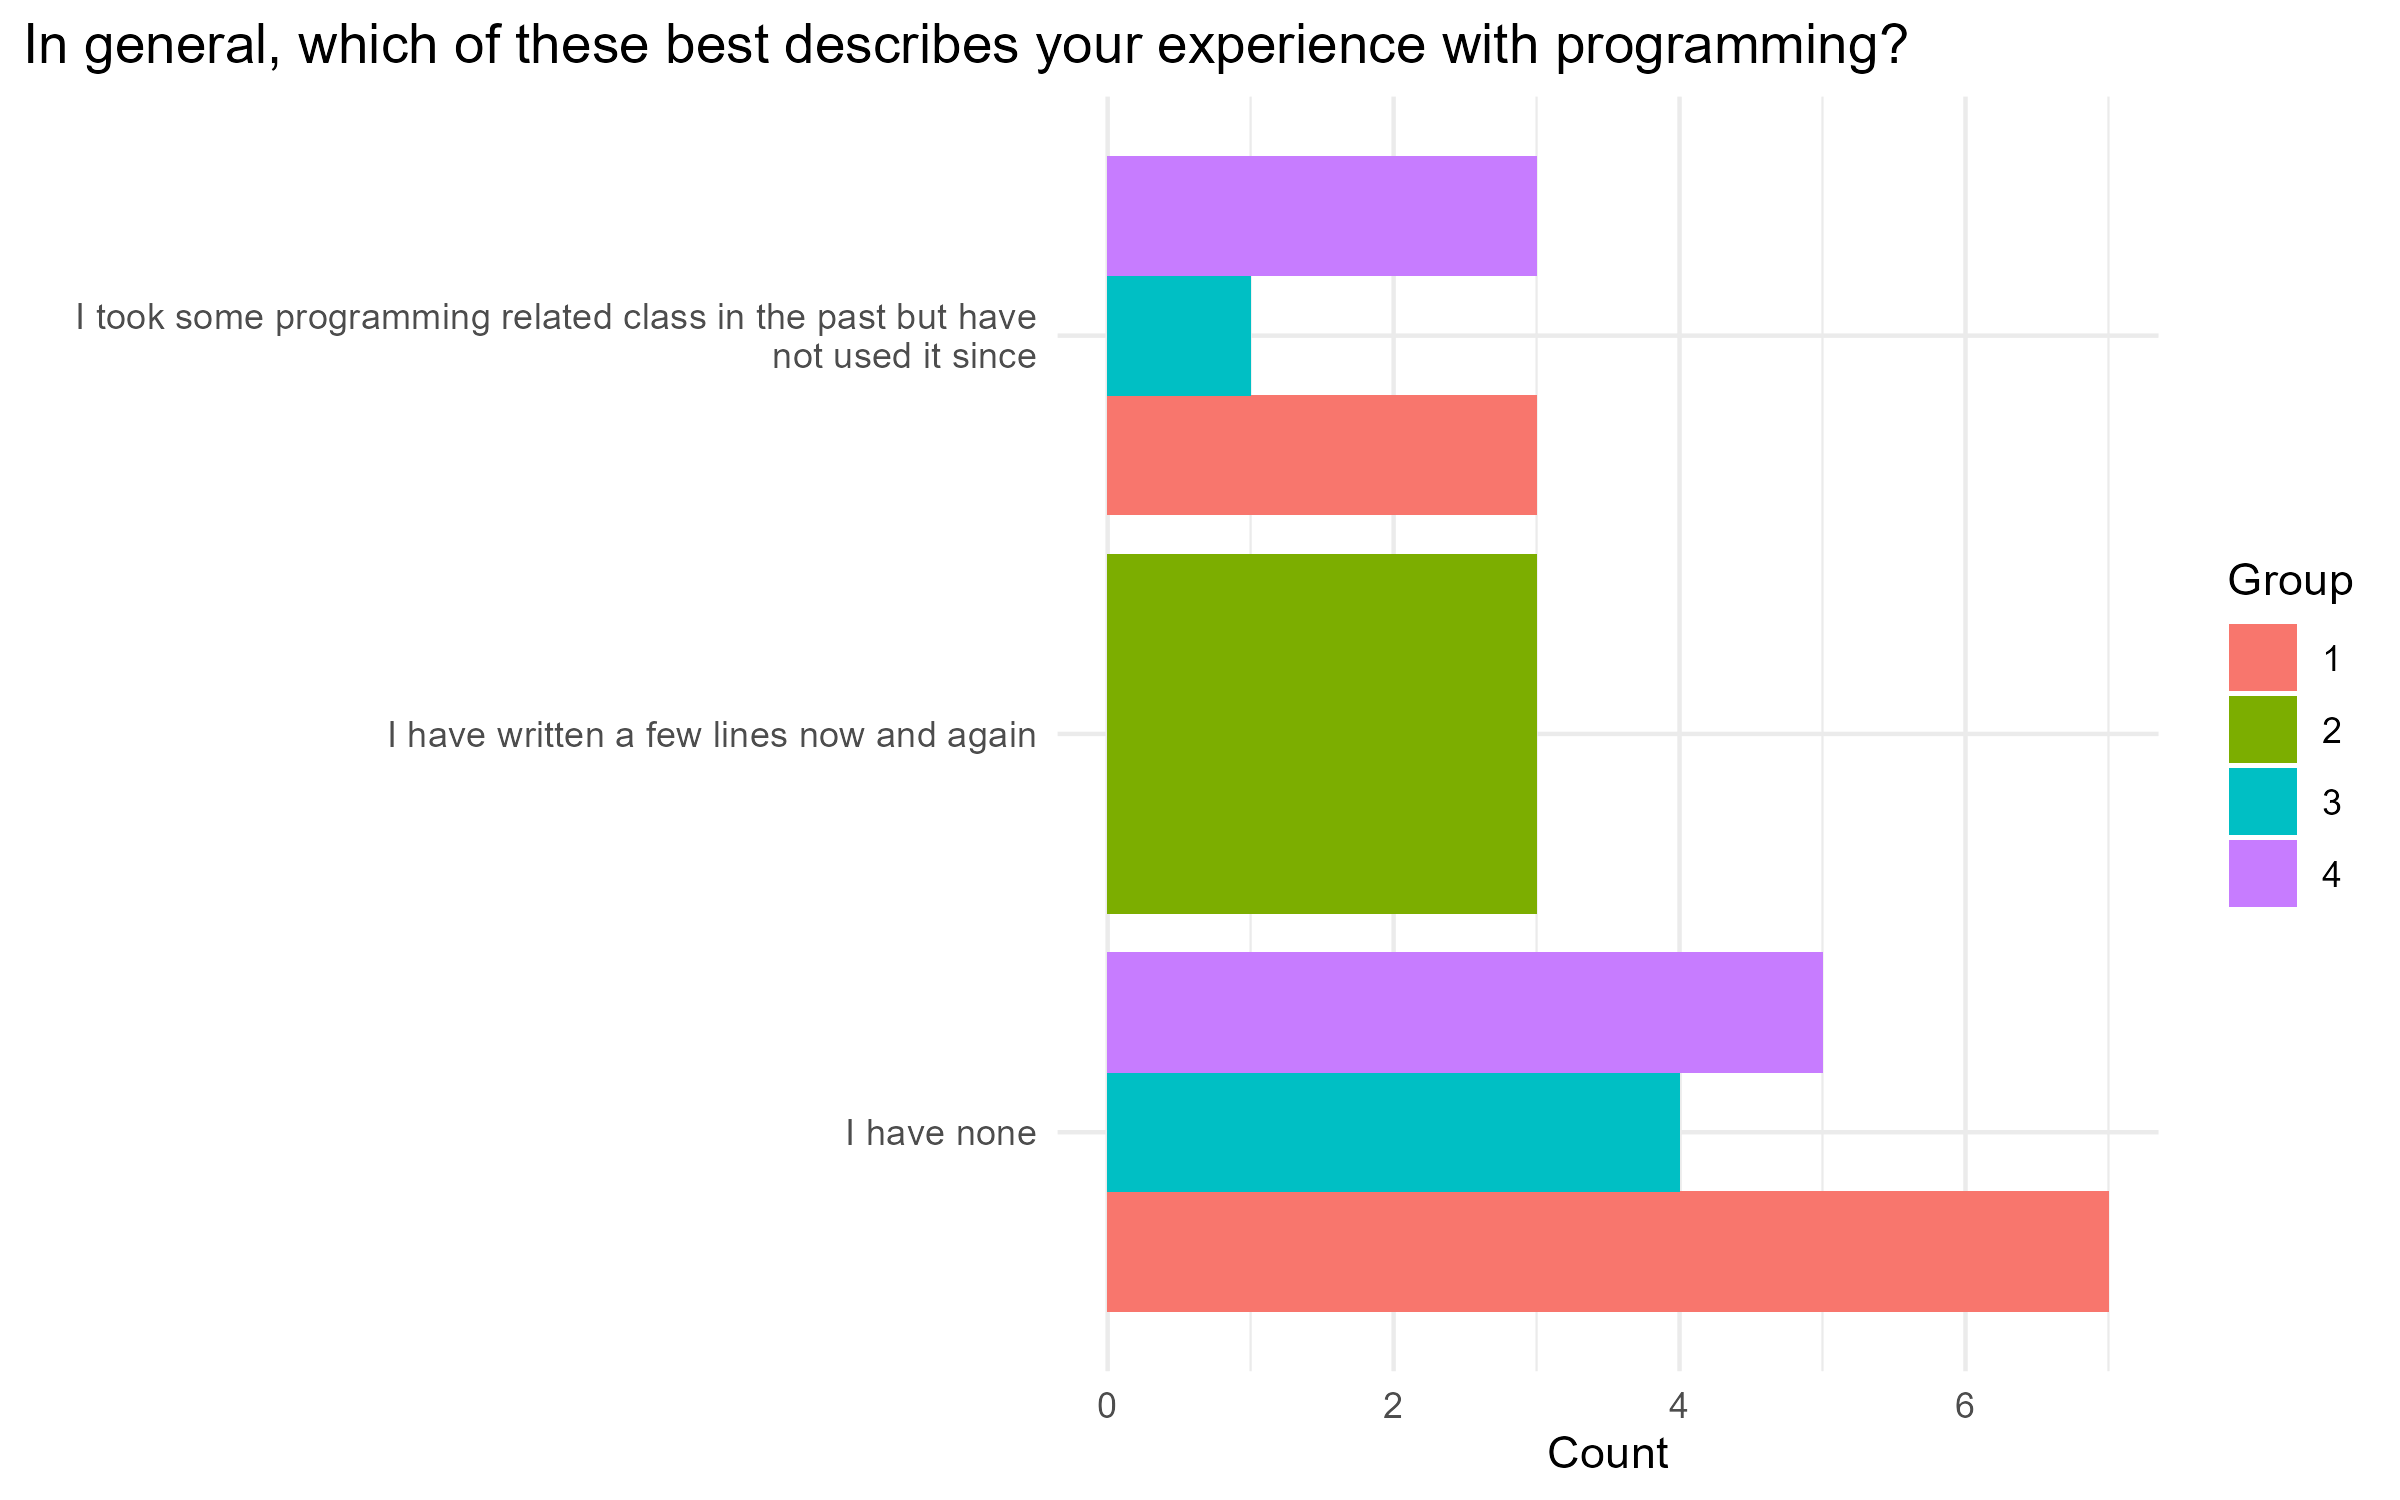 In general, which of these best describes your experience with programming?
I took some programming related class in the past but have
not used it since
I have written a few lines now and again
I have none
0
2
4
6
Count
Group
1
2
3
4